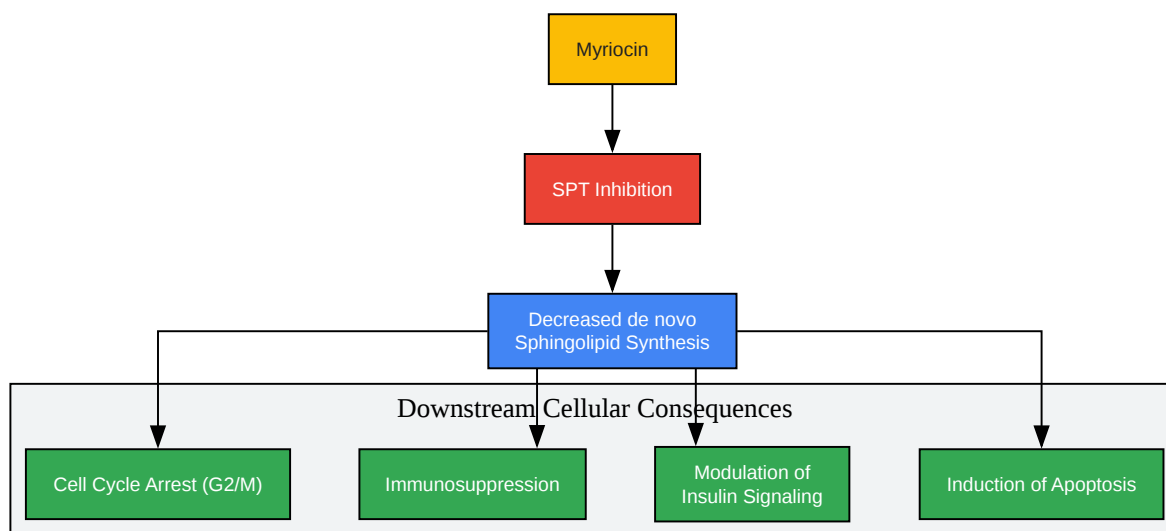 Myriocin
SPT Inhibition
Decreased de novo
Sphingolipid Synthesis
Downstream Cellular Consequences
Cell Cycle Arrest (G2/M)
Immunosuppression
Modulation of
Insulin Signaling
Induction of Apoptosis